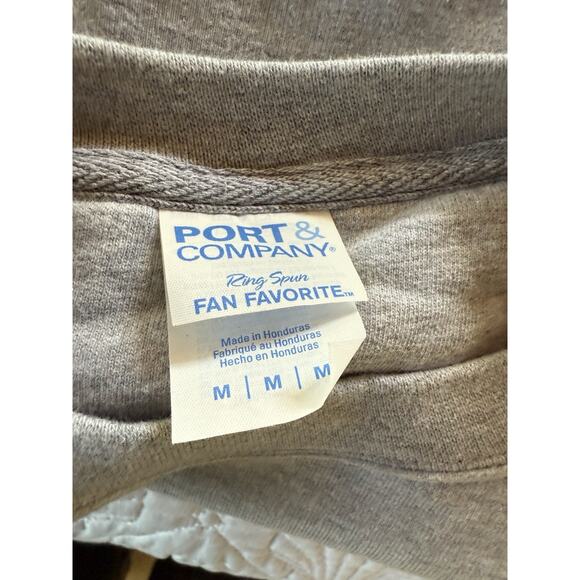 PORT &
COMPANY®
Ring Spun
FAN FAVORITE™
Made in Honduras
Fabriqué au Honduras
Hecho en Honduras
M | M | M